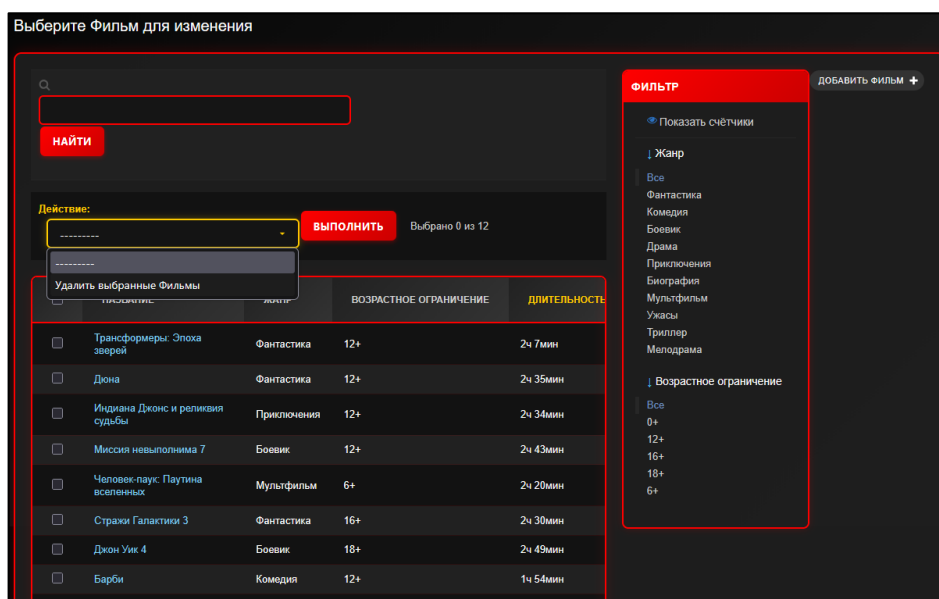 Выберите Фильм для изменения
НАЙТИ
Действие:
---------
ВЫПОЛНИТЬ
Выбрано 0 из 12
---------
Удалить выбранные Фильмы
НАЗВАНИЕ ЖАНР ВОЗРАСТНОЕ ОГРАНИЧЕНИЕ ДЛИТЕЛЬНОСТЬ
Трансформеры: Эпоха
зверей
Фантастика 12+ 2ч 7мин
Дюна Фантастика 12+ 2ч 35мин
Индиана Джонс и реликвия
судьбы
Приключения 12+ 2ч 34мин
Миссия невыполнима 7 Боевик 12+ 2ч 43мин
Человек-паук: Паутина
вселенных
Мультфильм 6+ 2ч 20мин
Стражи Галактики 3 Фантастика 16+ 2ч 30мин
Джон Уик 4 Боевик 18+ 2ч 49мин
Барби Комедия 12+ 1ч 54мин
ФИЛЬТР
Показать счётчики
↓ Жанр
Все
Фантастика
Комедия
Боевик
Драма
Приключения
Биография
Мультфильм
Ужасы
Триллер
Мелодрама
↓ Возрастное ограничение
Все
0+
12+
16+
18+
6+
ДОБАВИТЬ ФИЛЬМ +